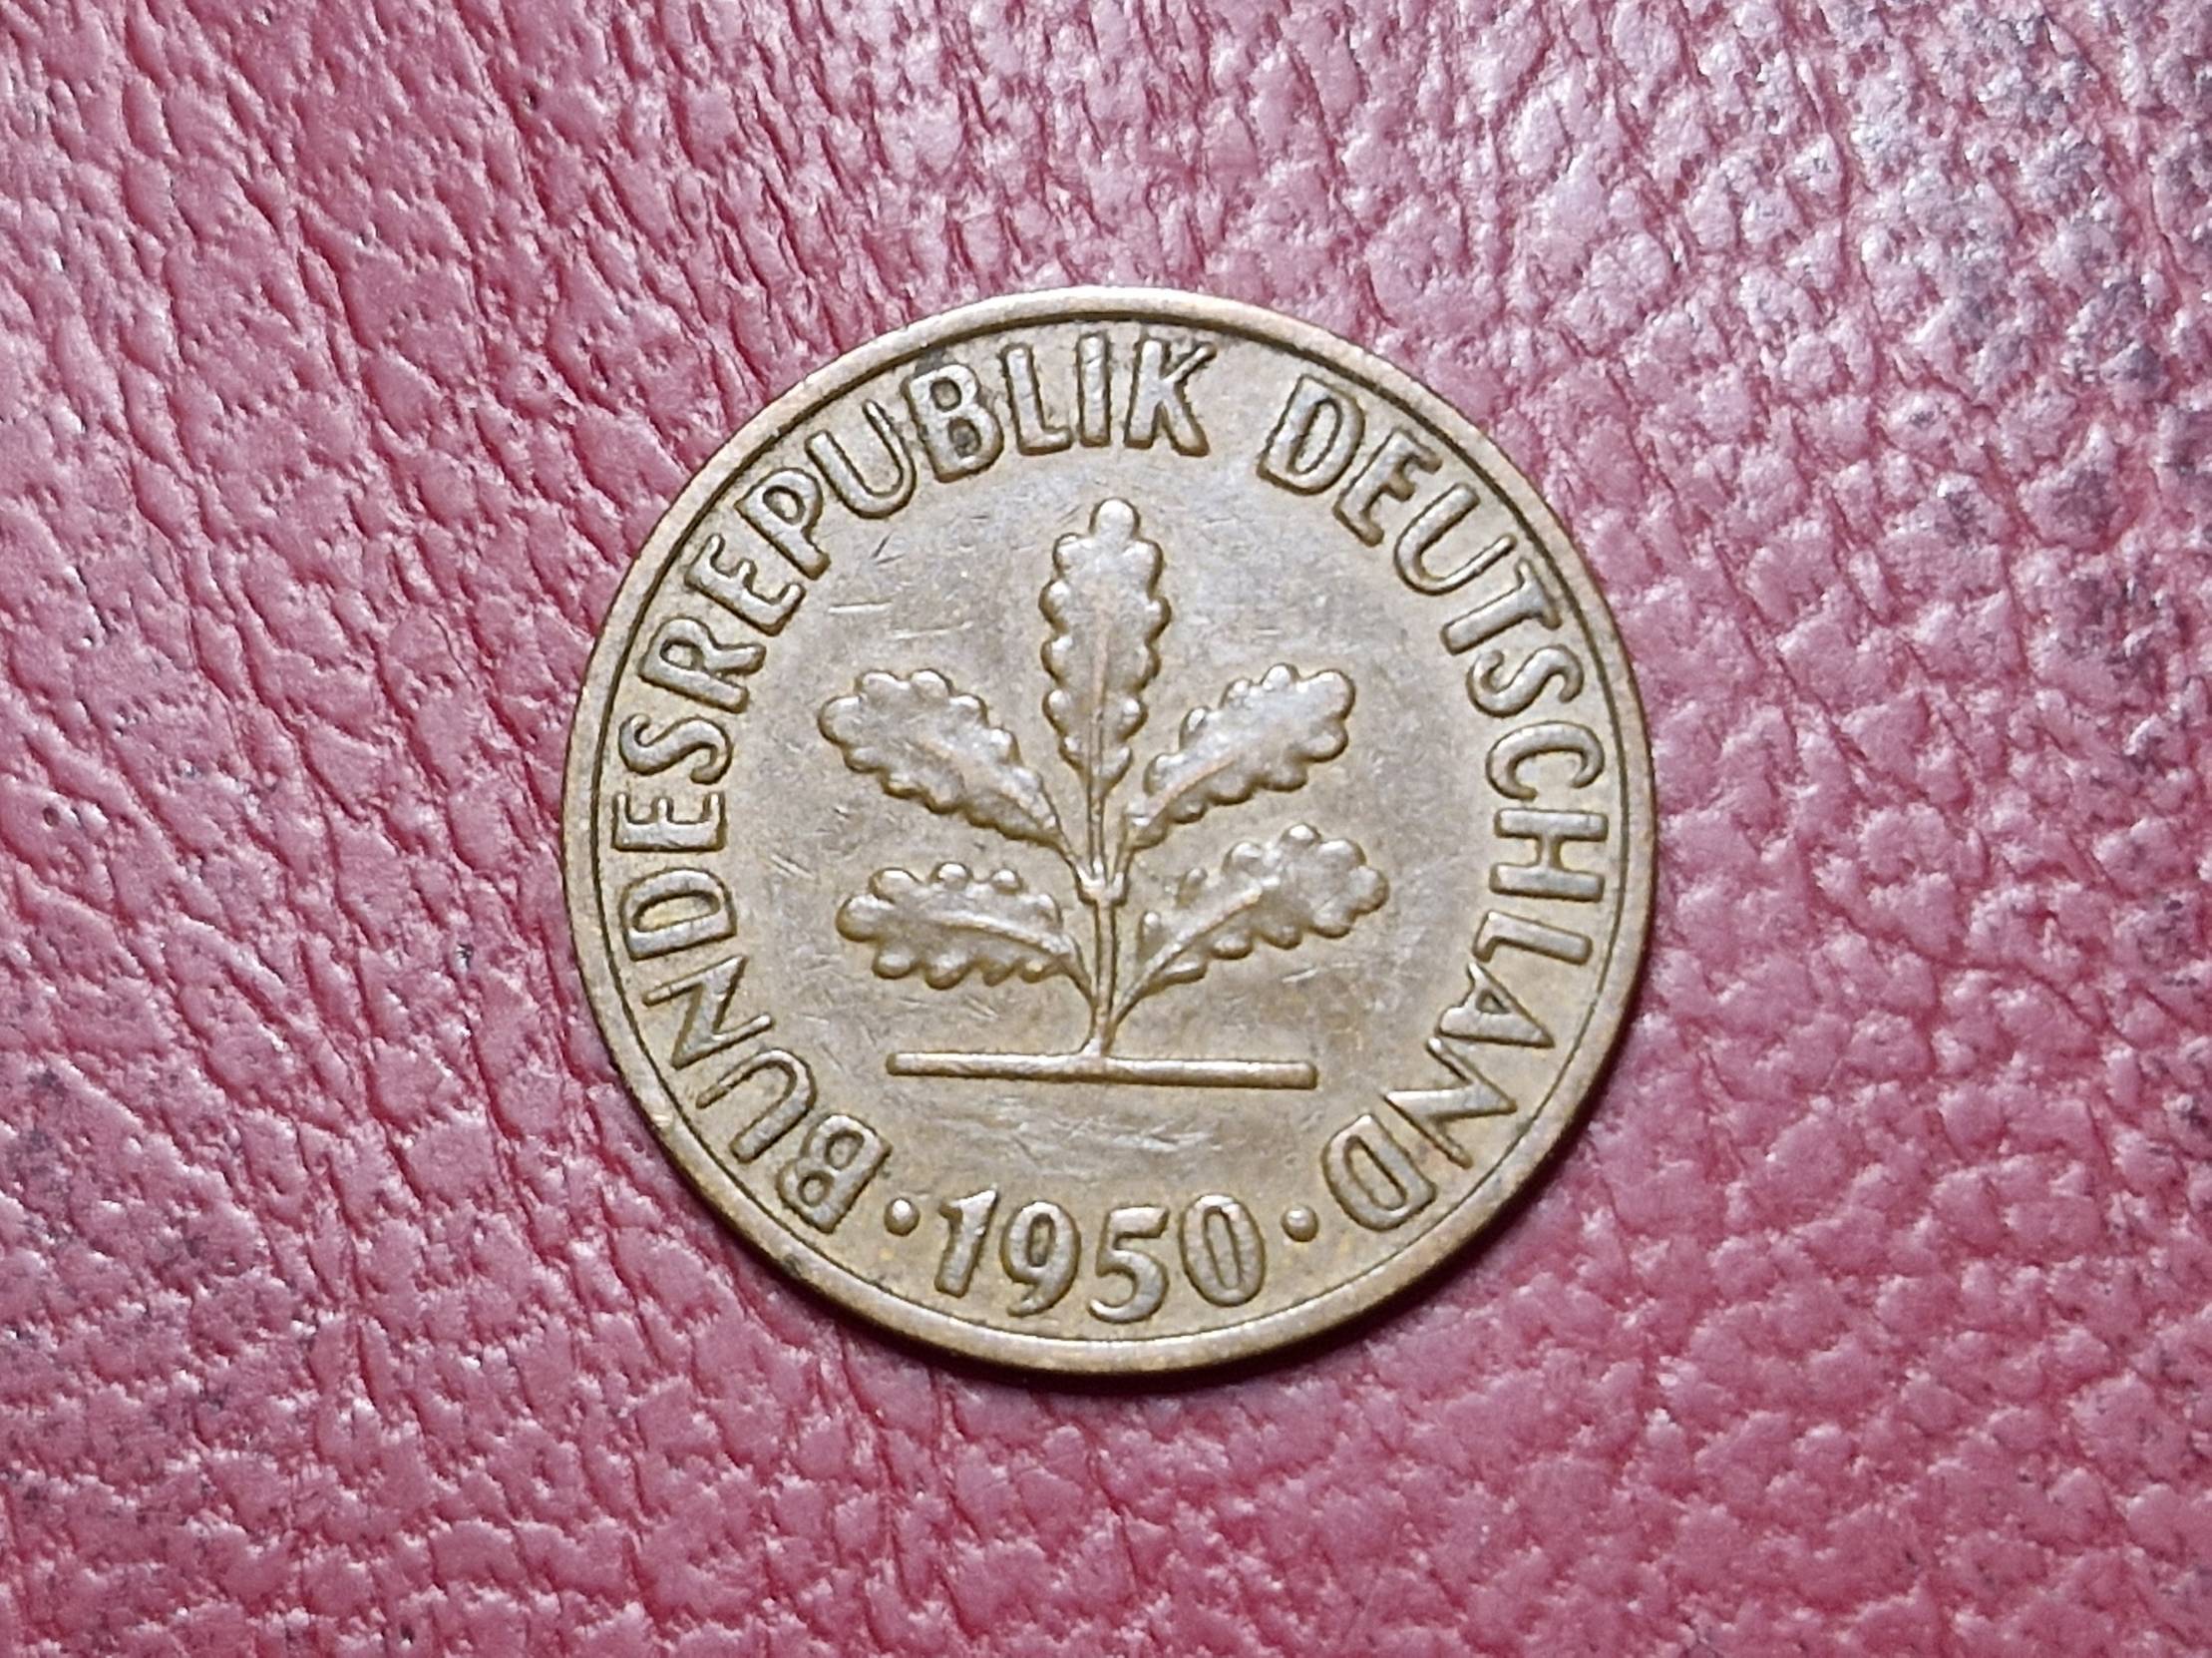 BUNDESREPUBLIK DEUTSCHLAND
· 1950 ·